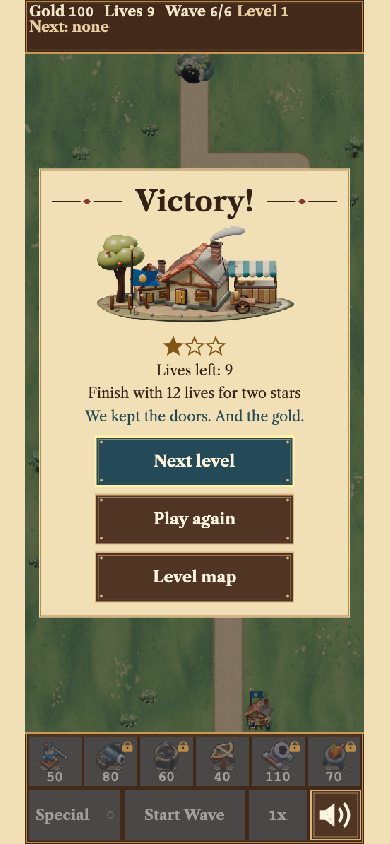 Gold 100 Lives 9 Wave 6/6 Level 1
Next: none
Victory!
Lives left: 9
Finish with 12 lives for two stars
We kept the doors. And the gold.
Next level
Play again
Level map
50 80 60 40 110 70
Special Start Wave 1x